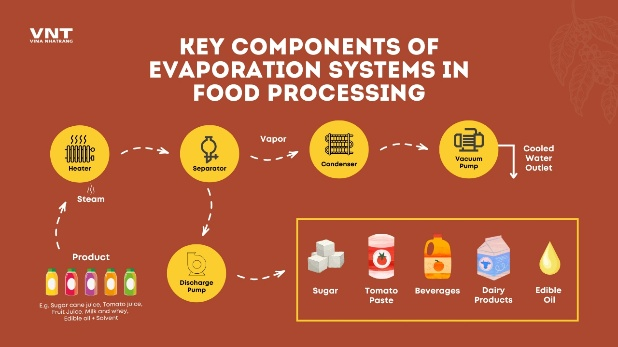 VNT
VINA NHATRANG
KEY COMPONENTS OF
EVAPORATION SYSTEMS IN
FOOD PROCESSING
Heater
Separator
Vapor
Condenser
Vacuum
Pump
Cooled
Water
Outlet
Steam
Product
E.g. Sugar cane juice, Tomato juice,
Fruit Juice, Milk and whey,
Edible oil + Solvent
Discharge
Pump
Sugar
Tomato
Paste
Beverages
Dairy
Products
Edible
Oil